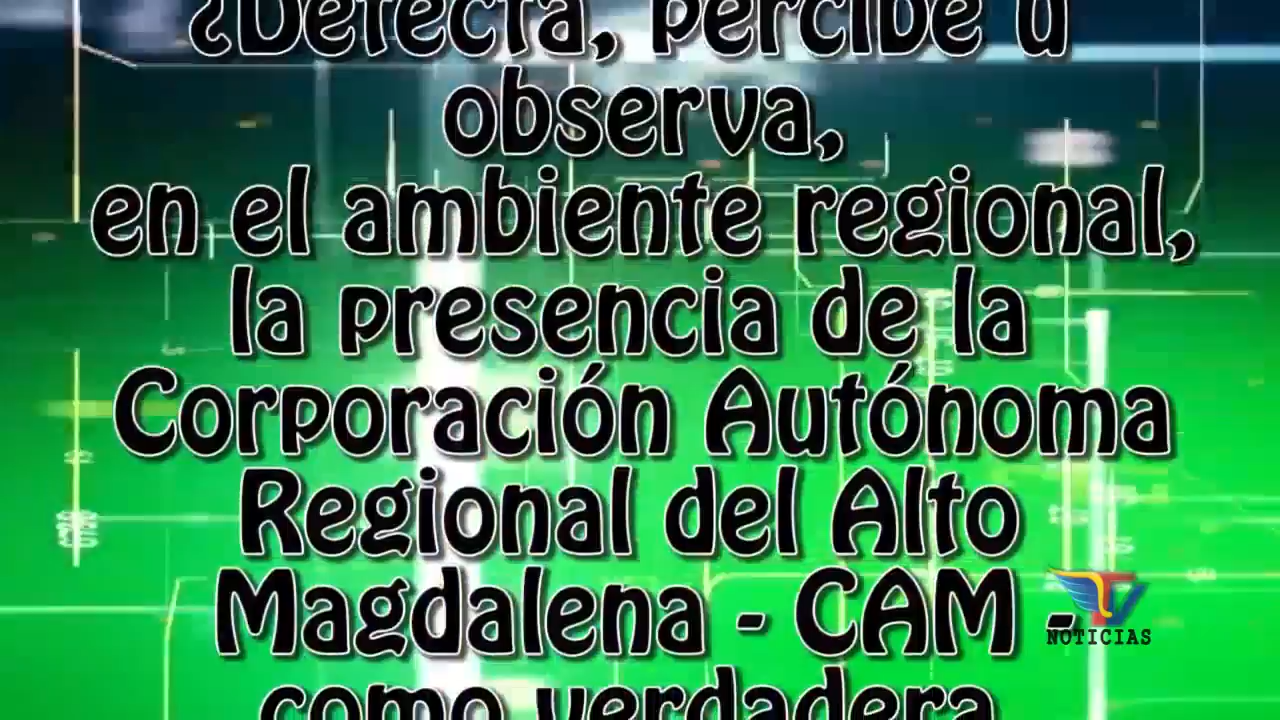 ¿Detecta, percibe u
observa,
en el ambiente regional,
la presencia de la
Corporación Autónoma
Regional del Alto
Magdalena - CAM -
como verdadera
TV
NOTICIAS